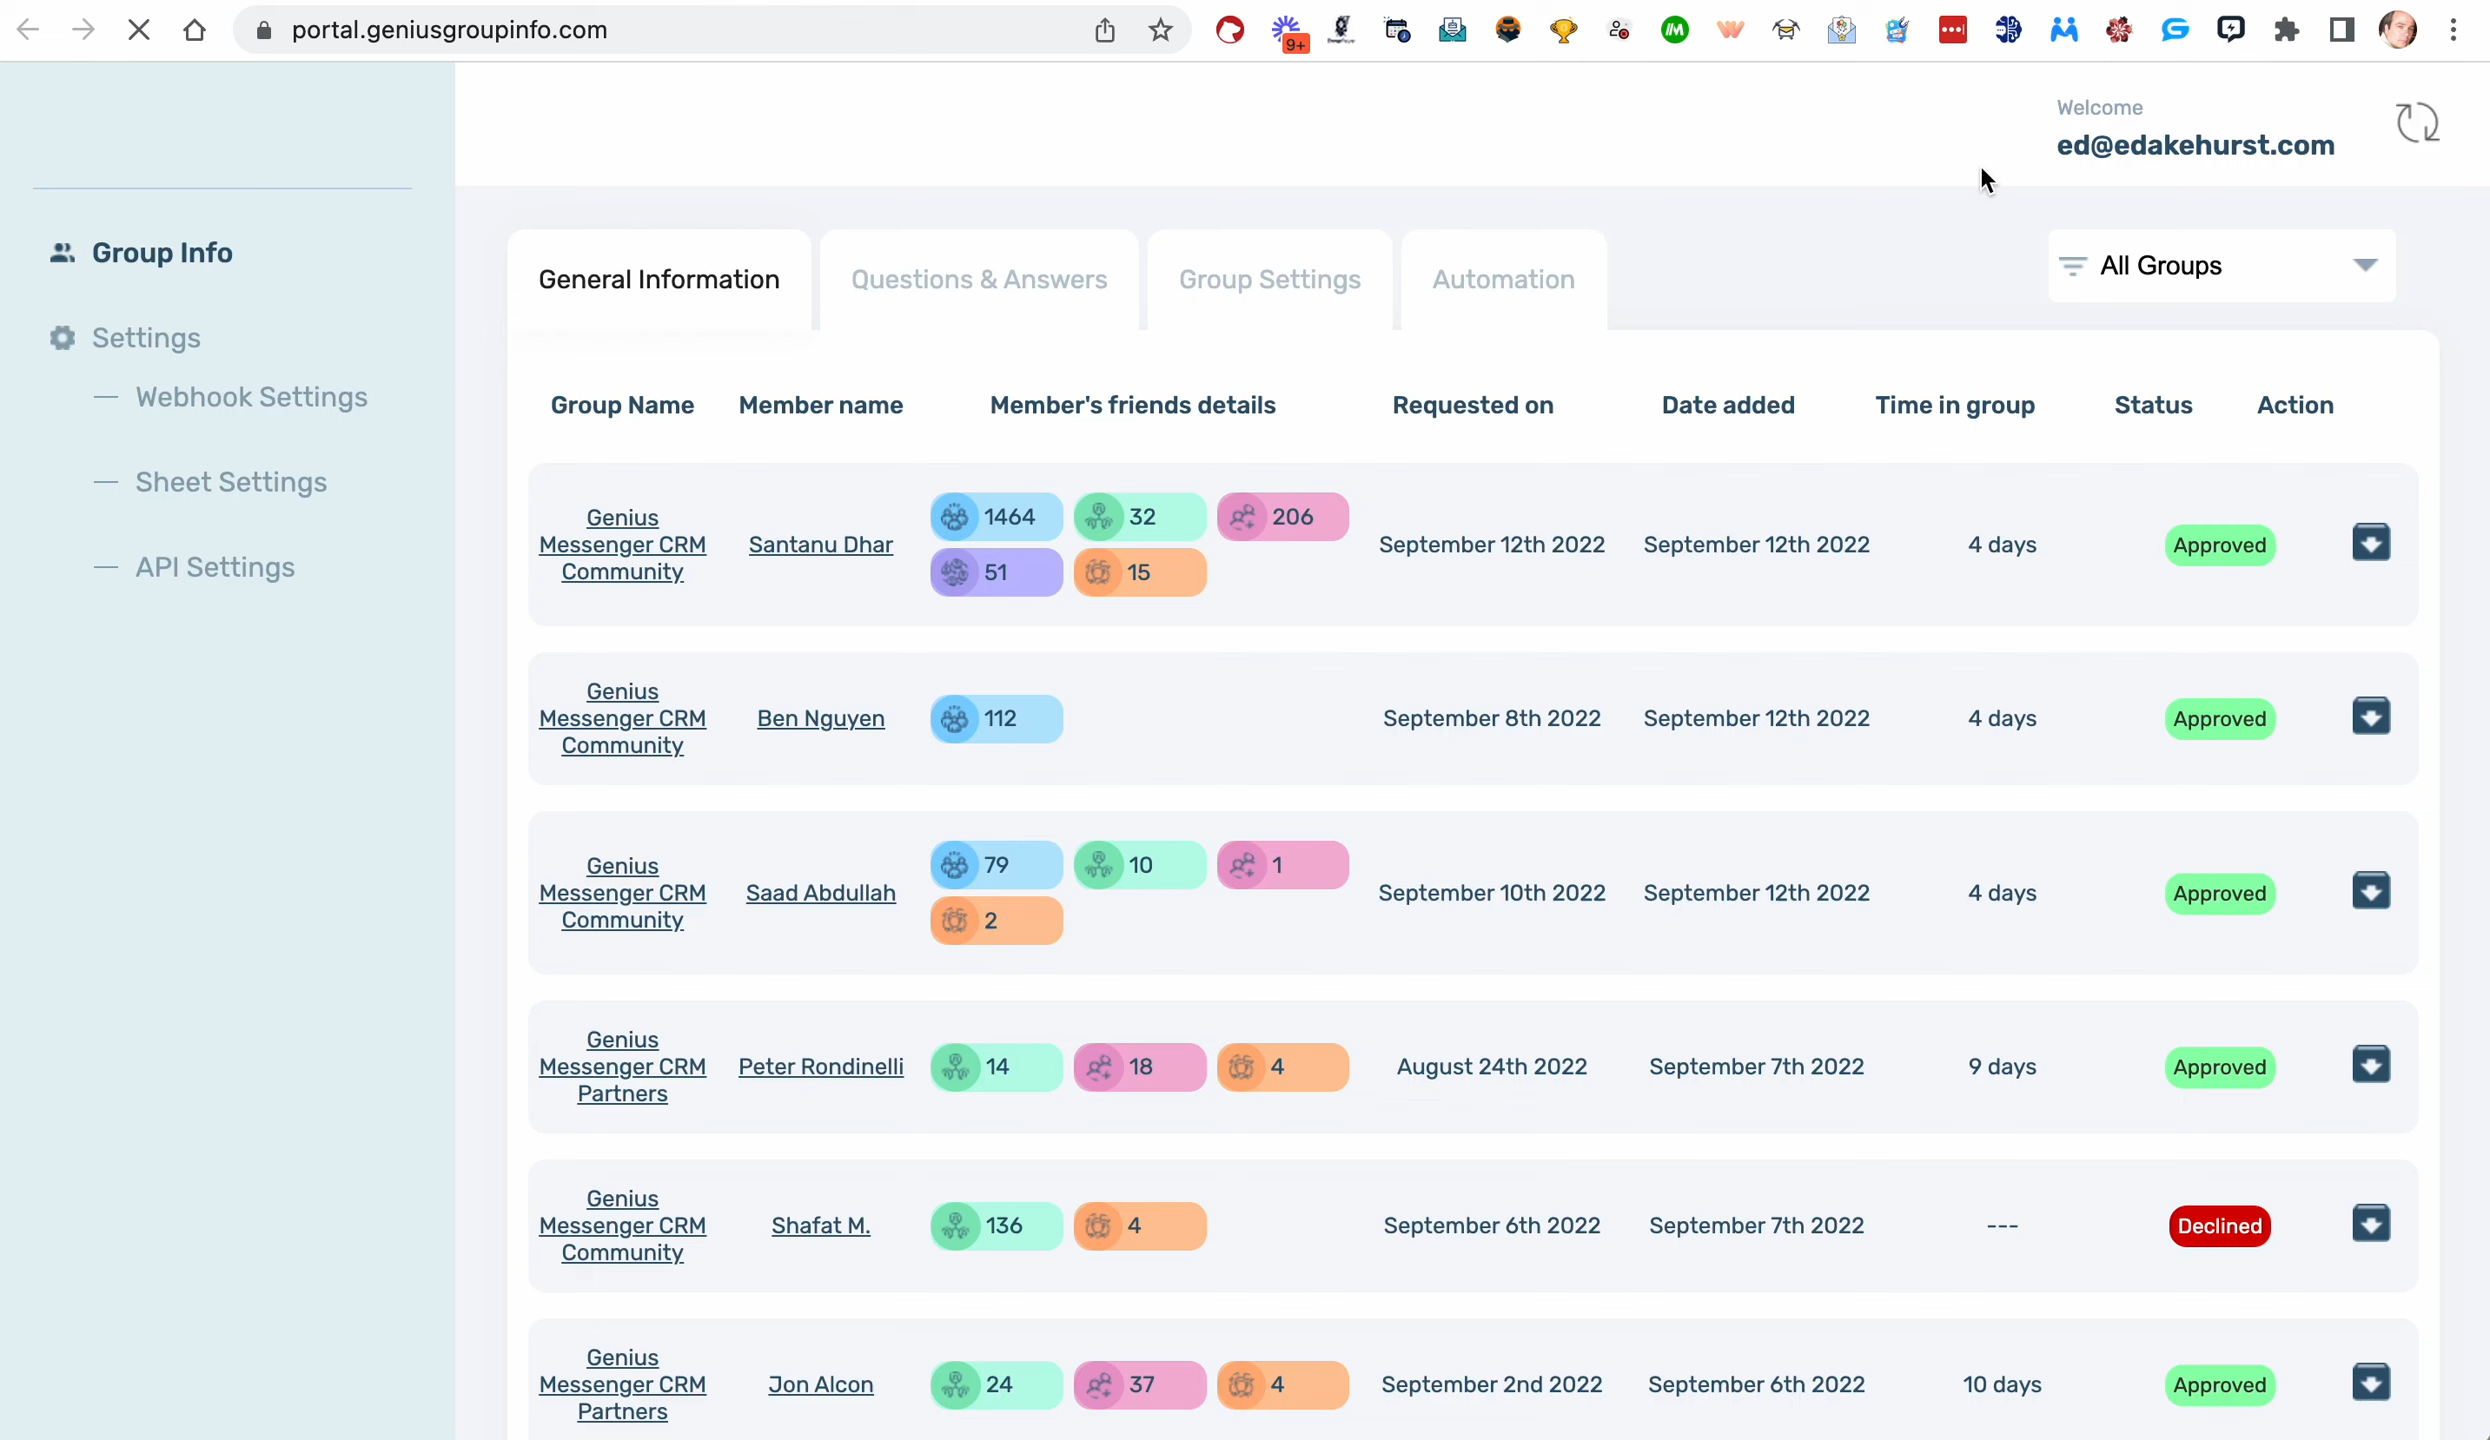 portal.geniusgroupinfo.com
9+
Welcome
ed@edakehurst.com
Group Info
Settings
— Webhook Settings
— Sheet Settings
— API Settings
General Information
Questions & Answers
Group Settings
Automation
All Groups
Group Name Member name Member's friends details Requested on Date added Time in group Status Action
Genius
Messenger CRM
Community
Santanu Dhar
1464 32 206
51 15
September 12th 2022
September 12th 2022
4 days
Approved
Genius
Messenger CRM
Community
Ben Nguyen
112
September 8th 2022
September 12th 2022
4 days
Approved
Genius
Messenger CRM
Community
Saad Abdullah
79 10 1
2
September 10th 2022
September 12th 2022
4 days
Approved
Genius
Messenger CRM
Partners
Peter Rondinelli
14 18 4
August 24th 2022
September 7th 2022
9 days
Approved
Genius
Messenger CRM
Community
Shafat M.
136 4
September 6th 2022
September 7th 2022
---
Declined
Genius
Messenger CRM
Partners
Jon Alcon
24 37 4
September 2nd 2022
September 6th 2022
10 days
Approved